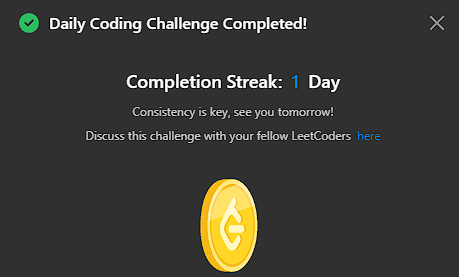 Daily Coding Challenge Completed!
Completion Streak: 1 Day
Consistency is key, see you tomorrow!
Discuss this challenge with your fellow LeetCoders here